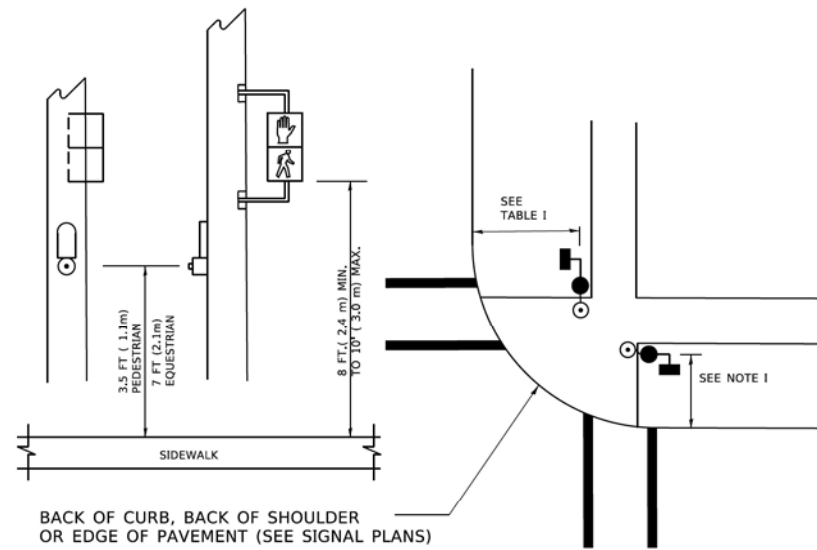 SEE
TABLE I
3.5 FT ( 1.1m)
PEDESTRIAN
7 FT (2.1m)
EQUESTRIAN
8 FT.( 2.4 m) MIN.
TO 10' ( 3.0 m) MAX.
SEE NOTE I
SIDEWALK
BACK OF CURB, BACK OF SHOULDER
OR EDGE OF PAVEMENT (SEE SIGNAL PLANS)